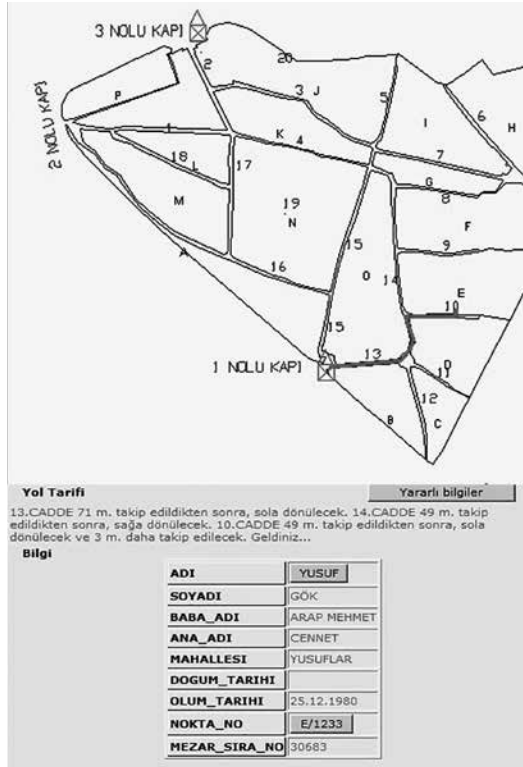 3 NOLU KAPI
20
2
P
3 J
5
6
H
I
2 NOLU KAPI
1
K
4
7
18 L
17
G
8
M
19
N
F
15
9
A
O
14
16
E
10
15
13
D
11
1 NOLU KAPI
12
B
C
Yol Tarifi
Yararlı bilgiler
13.CADDE 71 m. takip edildikten sonra, sola dönülecek. 14.CADDE 49 m. takip
edildikten sonra, sağa dönülecek. 10.CADDE 49 m. takip edildikten sonra, sola
dönülecek ve 3 m. daha takip edilecek. Geldiniz...
Bilgi
ADI YUSUF
SOYADI GÖK
BABA_ADI ARAP MEHMET
ANA_ADI CENNET
MAHALLESI YUSUFLAR
DOGUM_TARIHI
OLUM_TARIHI 25.12.1980
NOKTA_NO E/1233
MEZAR_SIRA_NO 30683